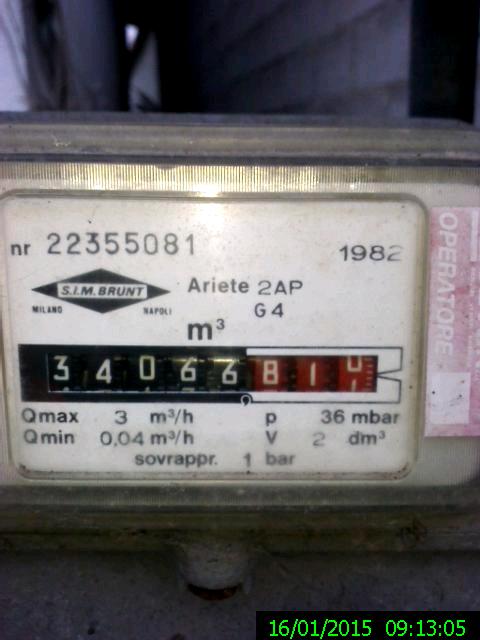 nr 22355081 1982
S.I.M. BRUNT
MILANO NAPOLI
Ariete 2AP
G4
m³
3406681
Qmax 3 m³/h p 36 mbar
Qmin 0,04 m³/h V 2 dm³
sovrappr. 1 bar
OPERATORE
16/01/2015 09:13:05